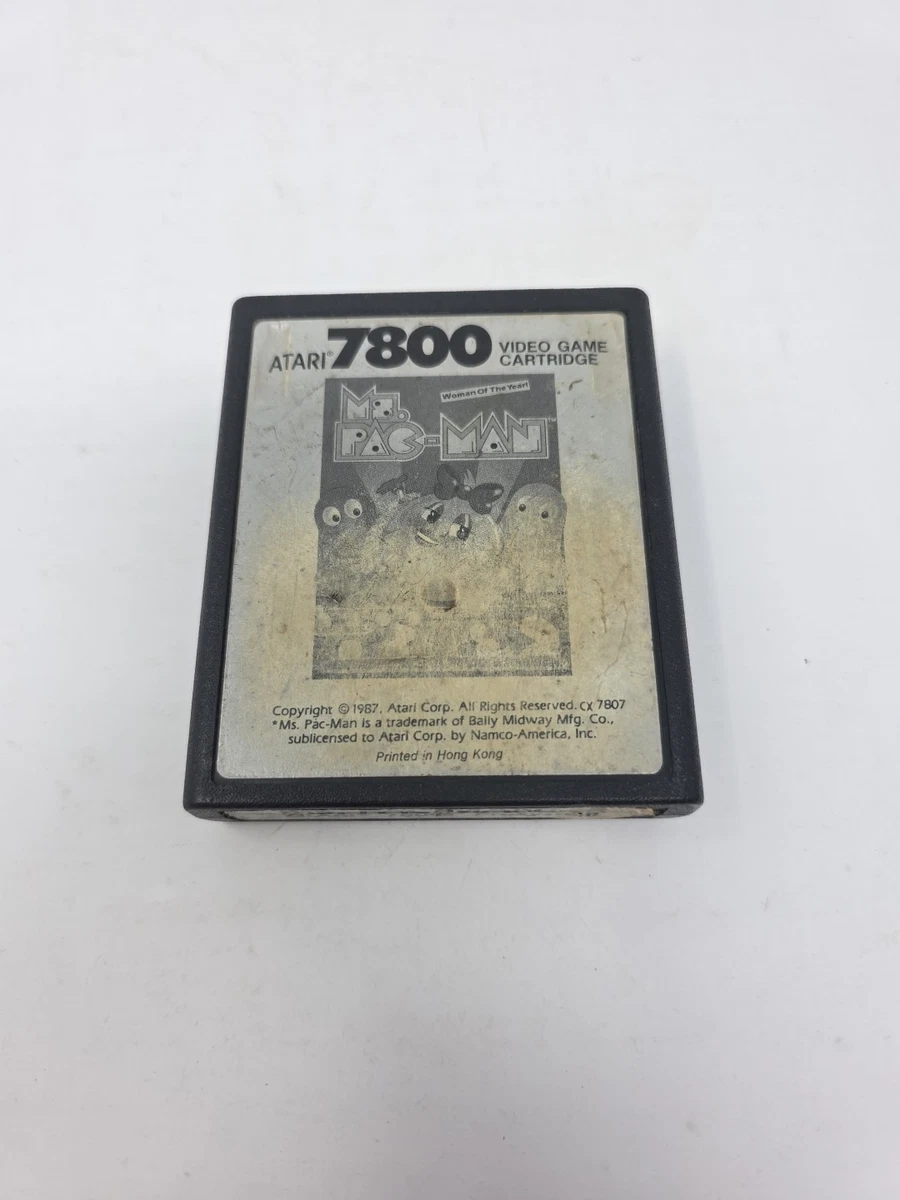 ATARI® 7800 VIDEO GAME CARTRIDGE
Woman Of The Year!
Ms.
PAC-MAN™
Copyright © 1987, Atari Corp. All Rights Reserved. CX 7807
*Ms. Pac-Man is a trademark of Bally Midway Mfg. Co.,
sublicensed to Atari Corp. by Namco-America, Inc.
Printed in Hong Kong